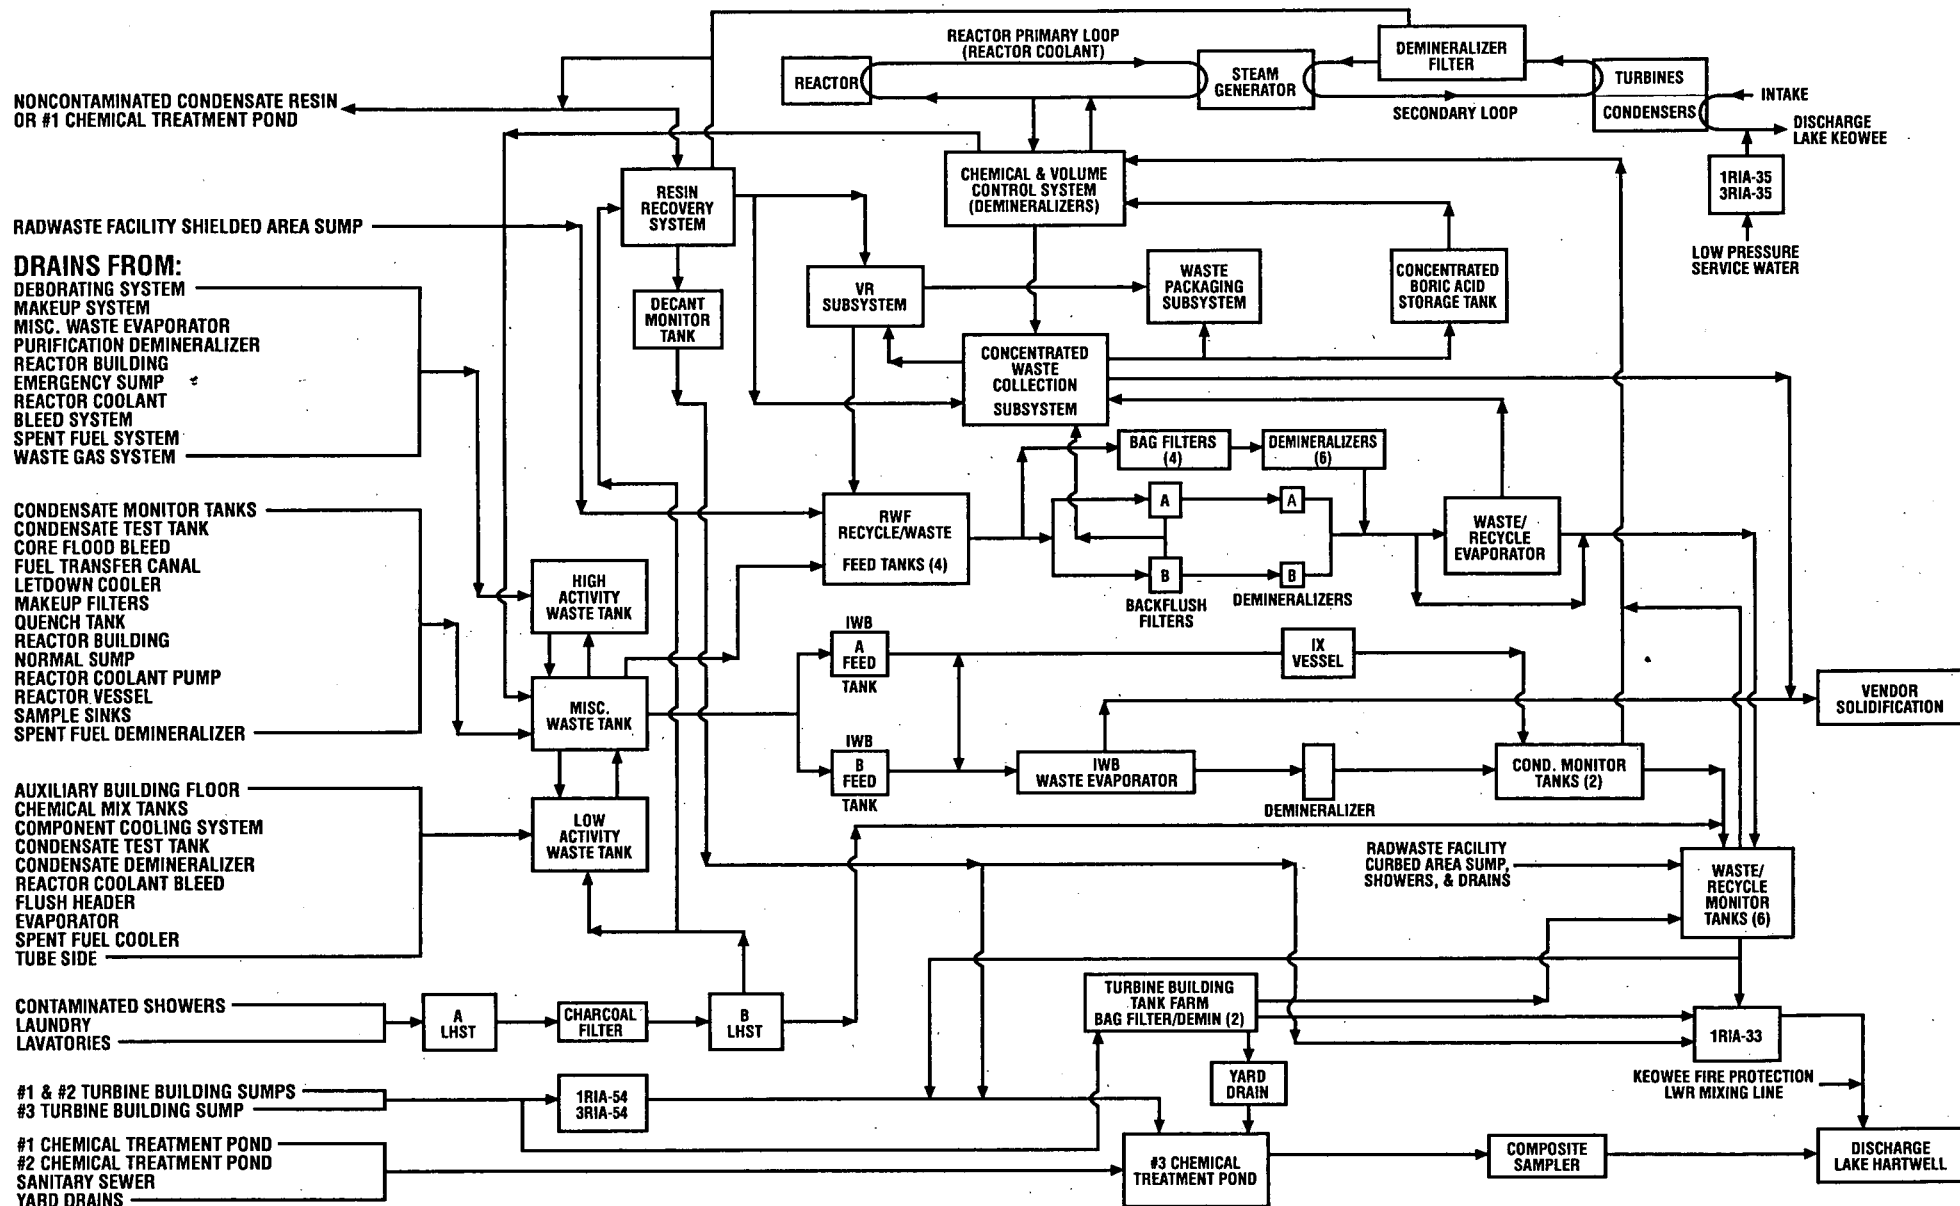 REACTOR PRIMARY LOOP
(REACTOR COOLANT)
REACTOR
STEAM
GENERATOR
DEMINERALIZER
FILTER
SECONDARY LOOP
TURBINES
CONDENSERS
INTAKE
DISCHARGE
LAKE KEOWEE
1RIA-35
3RIA-35
LOW PRESSURE
SERVICE WATER
NONCONTAMINATED CONDENSATE RESIN
OR #1 CHEMICAL TREATMENT POND
RESIN
RECOVERY
SYSTEM
CHEMICAL & VOLUME
CONTROL SYSTEM
(DEMINERALIZERS)
RADWASTE FACILITY SHIELDED AREA SUMP
DECANT
MONITOR
TANK
VR
SUBSYSTEM
WASTE
PACKAGING
SUBSYSTEM
CONCENTRATED
BORIC ACID
STORAGE TANK
CONCENTRATED
WASTE
COLLECTION
SUBSYSTEM
DRAINS FROM:
DEBORATING SYSTEM
MAKEUP SYSTEM
MISC. WASTE EVAPORATOR
PURIFICATION DEMINERALIZER
REACTOR BUILDING
EMERGENCY SUMP
REACTOR COOLANT
BLEED SYSTEM
SPENT FUEL SYSTEM
WASTE GAS SYSTEM
BAG FILTERS
(4)
DEMINERALIZERS
(6)
RWF
RECYCLE/WASTE
FEED TANKS (4)
A
A
B
B
BACKFLUSH
FILTERS
DEMINERALIZERS
WASTE/
RECYCLE
EVAPORATOR
CONDENSATE MONITOR TANKS
CONDENSATE TEST TANK
CORE FLOOD BLEED
FUEL TRANSFER CANAL
LETDOWN COOLER
MAKEUP FILTERS
QUENCH TANK
REACTOR BUILDING
NORMAL SUMP
REACTOR COOLANT PUMP
REACTOR VESSEL
SAMPLE SINKS
SPENT FUEL DEMINERALIZER
HIGH
ACTIVITY
WASTE TANK
MISC.
WASTE TANK
LOW
ACTIVITY
WASTE TANK
IWB
A
FEED
TANK
IWB
B
FEED
TANK
IX
VESSEL
IWB
WASTE EVAPORATOR
DEMINERALIZER
COND. MONITOR
TANKS (2)
VENDOR
SOLIDIFICATION
AUXILIARY BUILDING FLOOR
CHEMICAL MIX TANKS
COMPONENT COOLING SYSTEM
CONDENSATE TEST TANK
CONDENSATE DEMINERALIZER
REACTOR COOLANT BLEED
FLUSH HEADER
EVAPORATOR
SPENT FUEL COOLER
TUBE SIDE
RADWASTE FACILITY
CURBED AREA SUMP,
SHOWERS, & DRAINS
WASTE/
RECYCLE
MONITOR
TANKS (6)
CONTAMINATED SHOWERS
LAUNDRY
LAVATORIES
A
LHST
CHARCOAL
FILTER
B
LHST
TURBINE BUILDING
TANK FARM
BAG FILTER/DEMIN (2)
1RIA-33
YARD
DRAIN
KEOWEE FIRE PROTECTION
LWR MIXING LINE
#1 & #2 TURBINE BUILDING SUMPS
#3 TURBINE BUILDING SUMP
1RIA-54
3RIA-54
#1 CHEMICAL TREATMENT POND
#2 CHEMICAL TREATMENT POND
SANITARY SEWER
YARD DRAINS
#3 CHEMICAL
TREATMENT POND
COMPOSITE
SAMPLER
DISCHARGE
LAKE HARTWELL